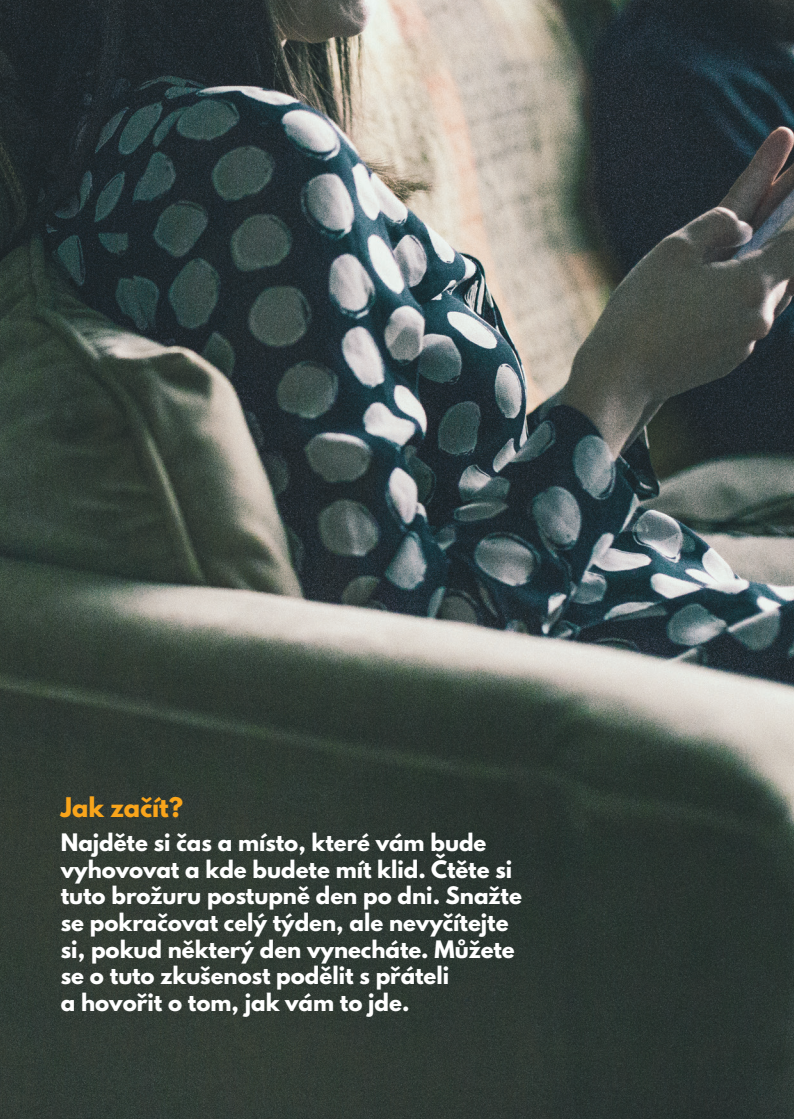 Jak začít?
Najděte si čas a místo, které vám bude
vyhovovat a kde budete mít klid. Čtěte si
tuto brožuru postupně den po dni. Snažte
se pokračovat celý týden, ale nevyčítejte
si, pokud některý den vynecháte. Můžete
se o tuto zkušenost podělit s přáteli
a hovořit o tom, jak vám to jde.